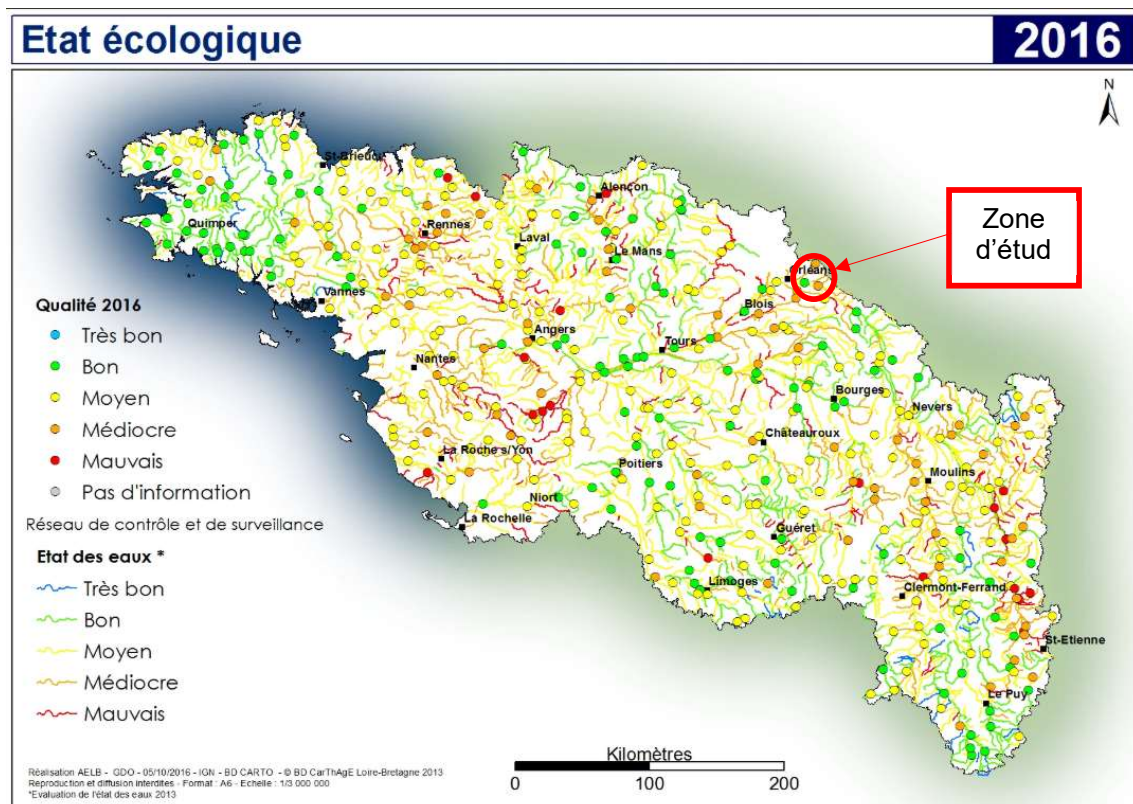 Etat écologique
2016
N
St-Brieuc
Alençon
Zone
d'étud
Quimper
Rennes
Laval
Le Mans
Orléans
Vannes
Blois
Qualité 2016
Très bon
Bon
Moyen
Médiocre
Mauvais
Pas d'information
Angers
Tours
Nantes
Bourges
Nevers
Châteauroux
La Roche s/Yon
Poitiers
Moulins
Niort
La Rochelle
Guéret
Réseau de contrôle et de surveillance
Etat des eaux *
Très bon
Bon
Moyen
Médiocre
Mauvais
Limoges
Clermont-Ferrand
St-Etienne
Le Puy
Kilomètres
0 100 200
Réalisation AELB - GDO - 05/10/2016 - IGN - BD CARTO - © BD CarThAgE Loire-Bretagne 2013
Reproduction et diffusion interdites - Format : A6 - Echelle : 1/3 000 000
*Evaluation de l'état des eaux 2013